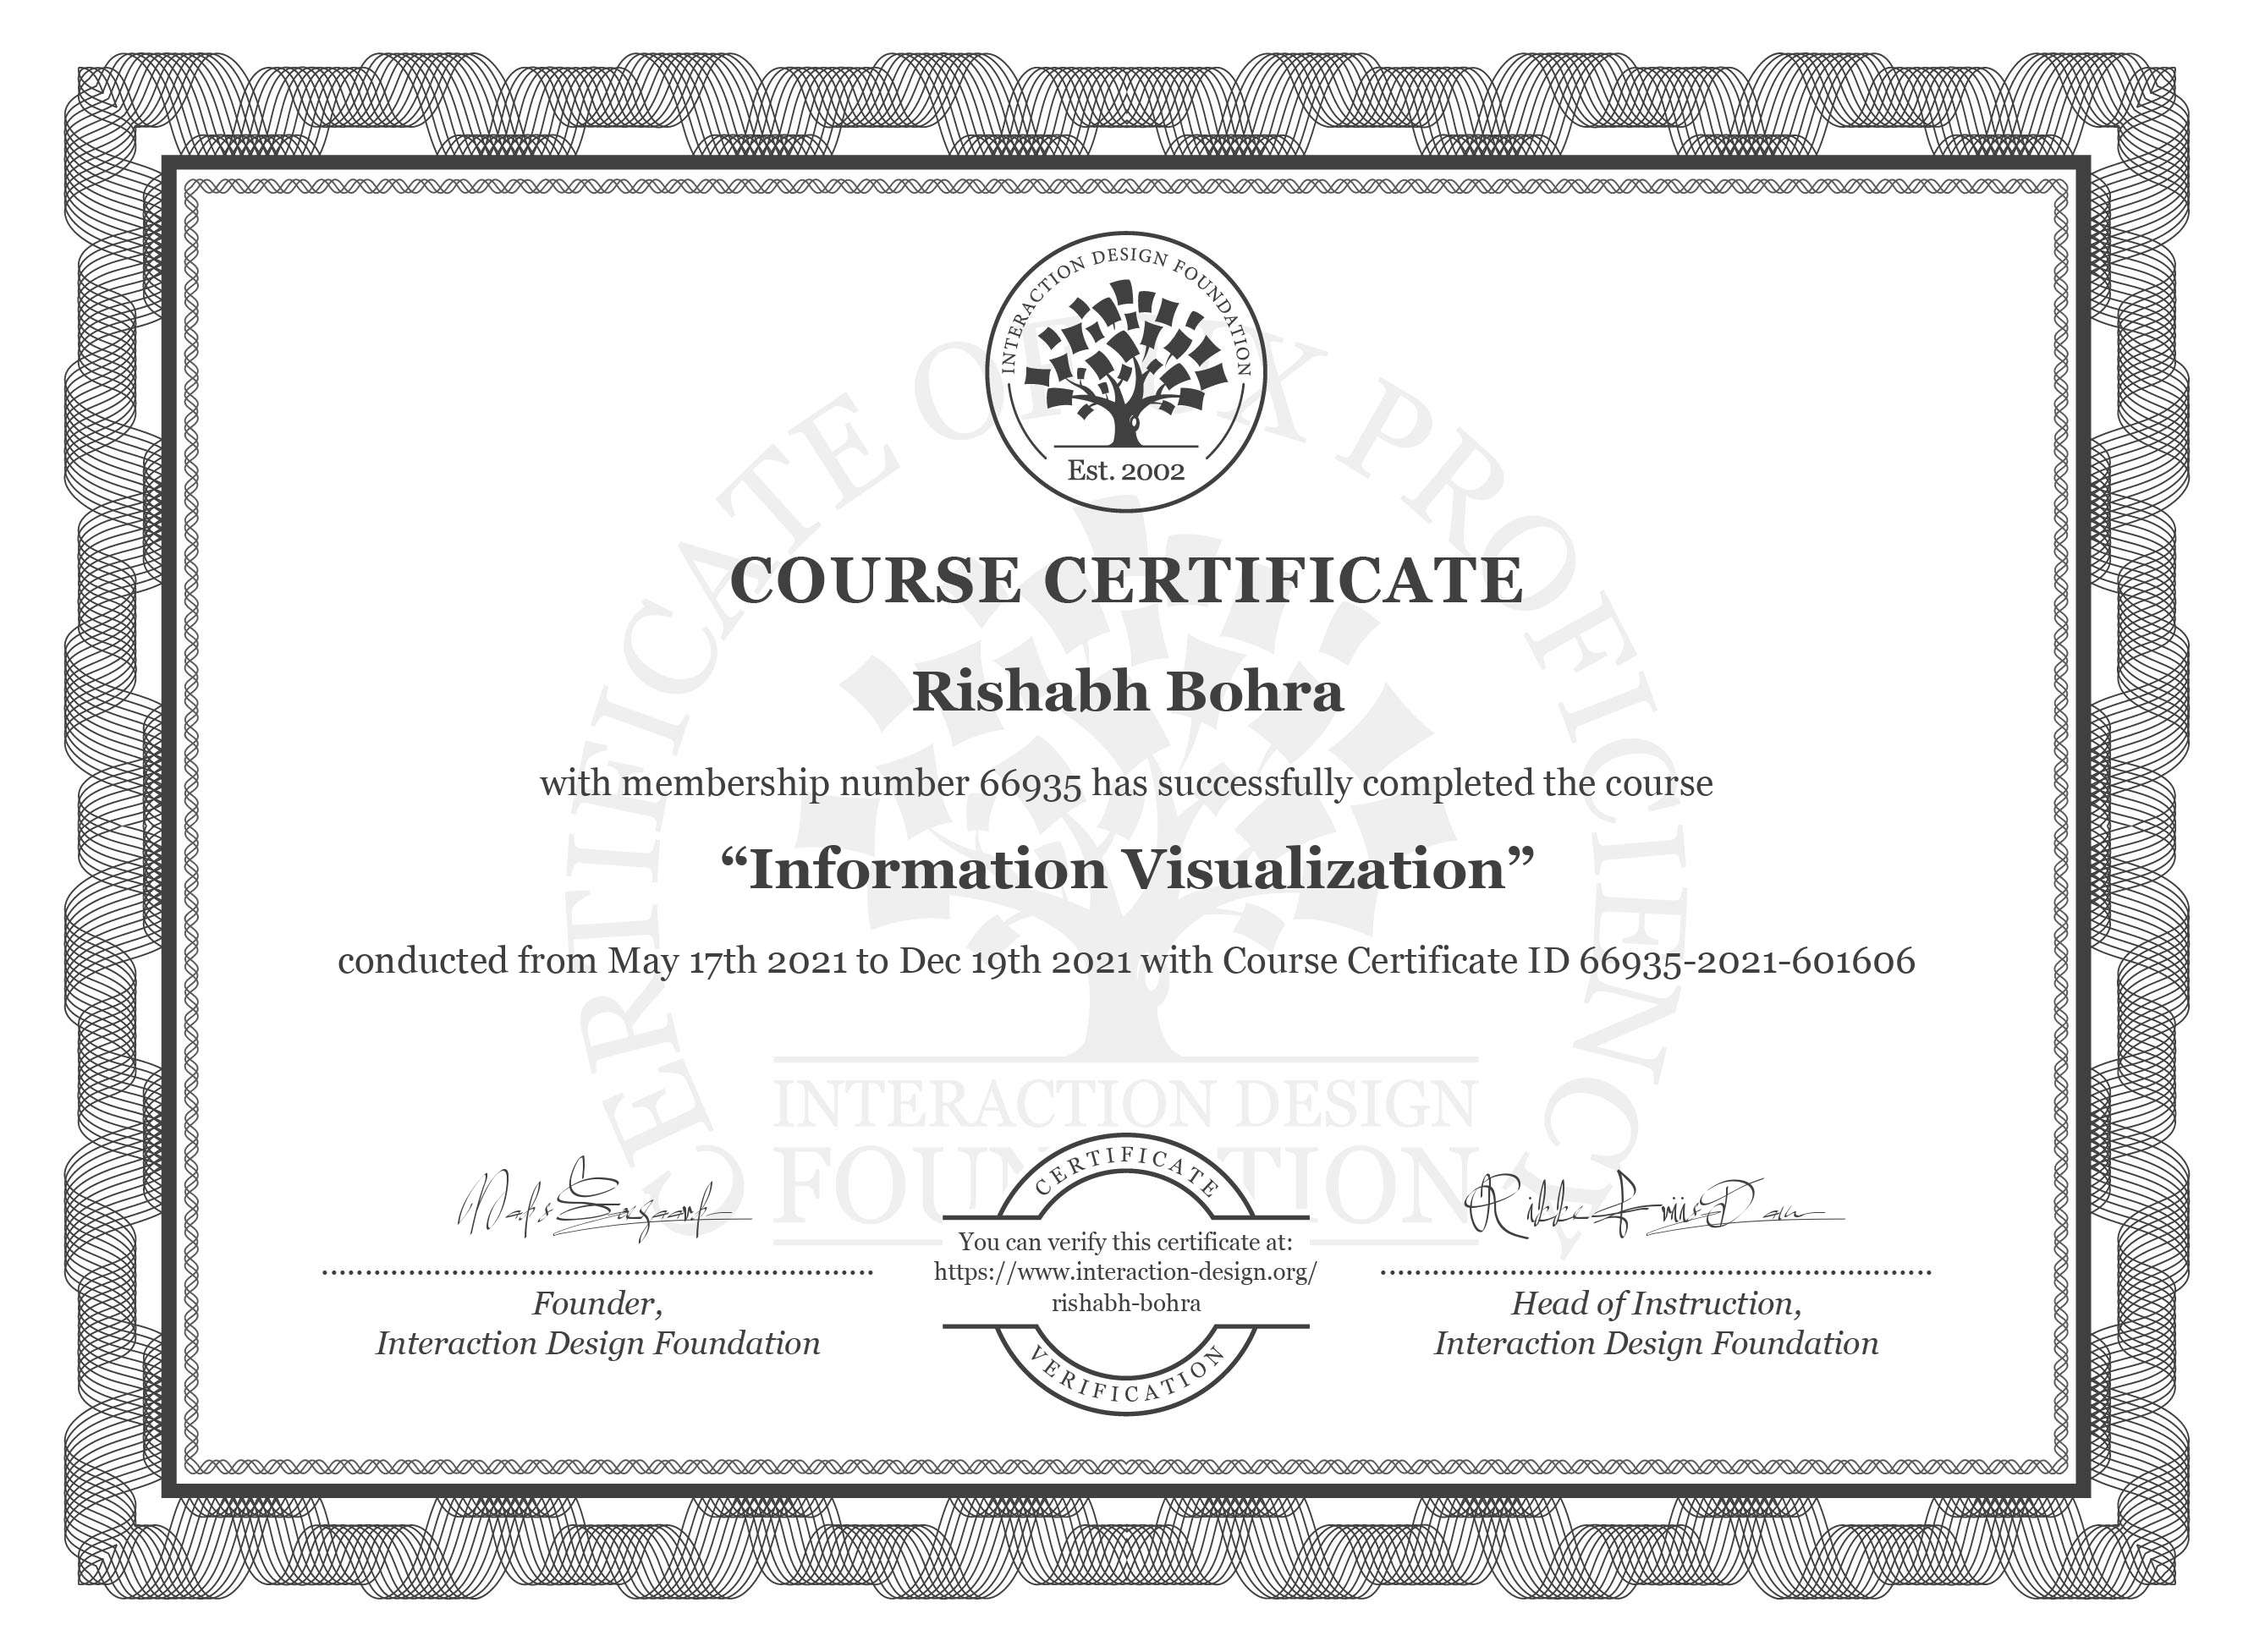 INTERACTION DESIGN FOUNDATION
Est. 2002
CERTIFICATE OF UX PROFICIENCY
COURSE CERTIFICATE
Rishabh Bohra
with membership number 66935 has successfully completed the course
“Information Visualization”
conducted from May 17th 2021 to Dec 19th 2021 with Course Certificate ID 66935-2021-601606
INTERACTION DESIGN
FOUNDATION
CERTIFICATE
You can verify this certificate at:
https://www.interaction-design.org/
rishabh-bohra
VERIFICATION
Founder,
Interaction Design Foundation
Rikke Friis Dam
Head of Instruction,
Interaction Design Foundation